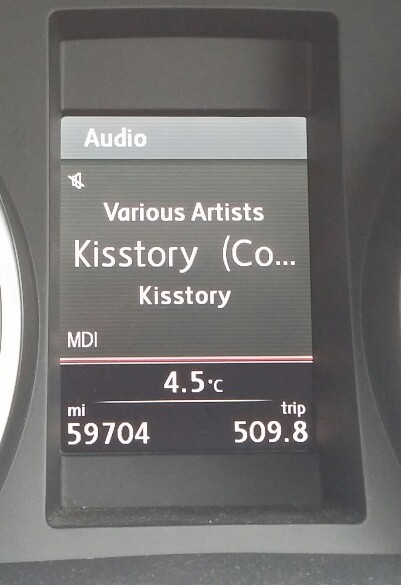 Audio
Various Artists
Kisstory (Co...
Kisstory
MDI
4.5°C
mi trip
59704 509.8